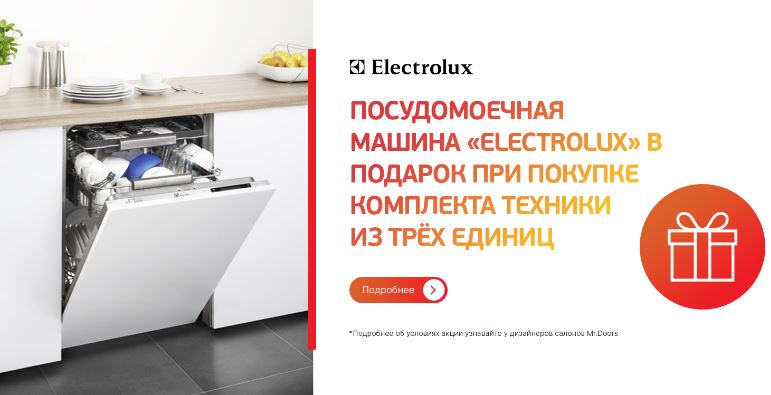 Electrolux
ПОСУДОМОЕЧНАЯ
МАШИНА «ELECTROLUX» В
ПОДАРОК ПРИ ПОКУПКЕ
КОМПЛЕКТА ТЕХНИКИ
ИЗ ТРЁХ ЕДИНИЦ
Подробнее
*Подробнее об условиях акции узнавайте у дизайнеров салонов Mr.Doors